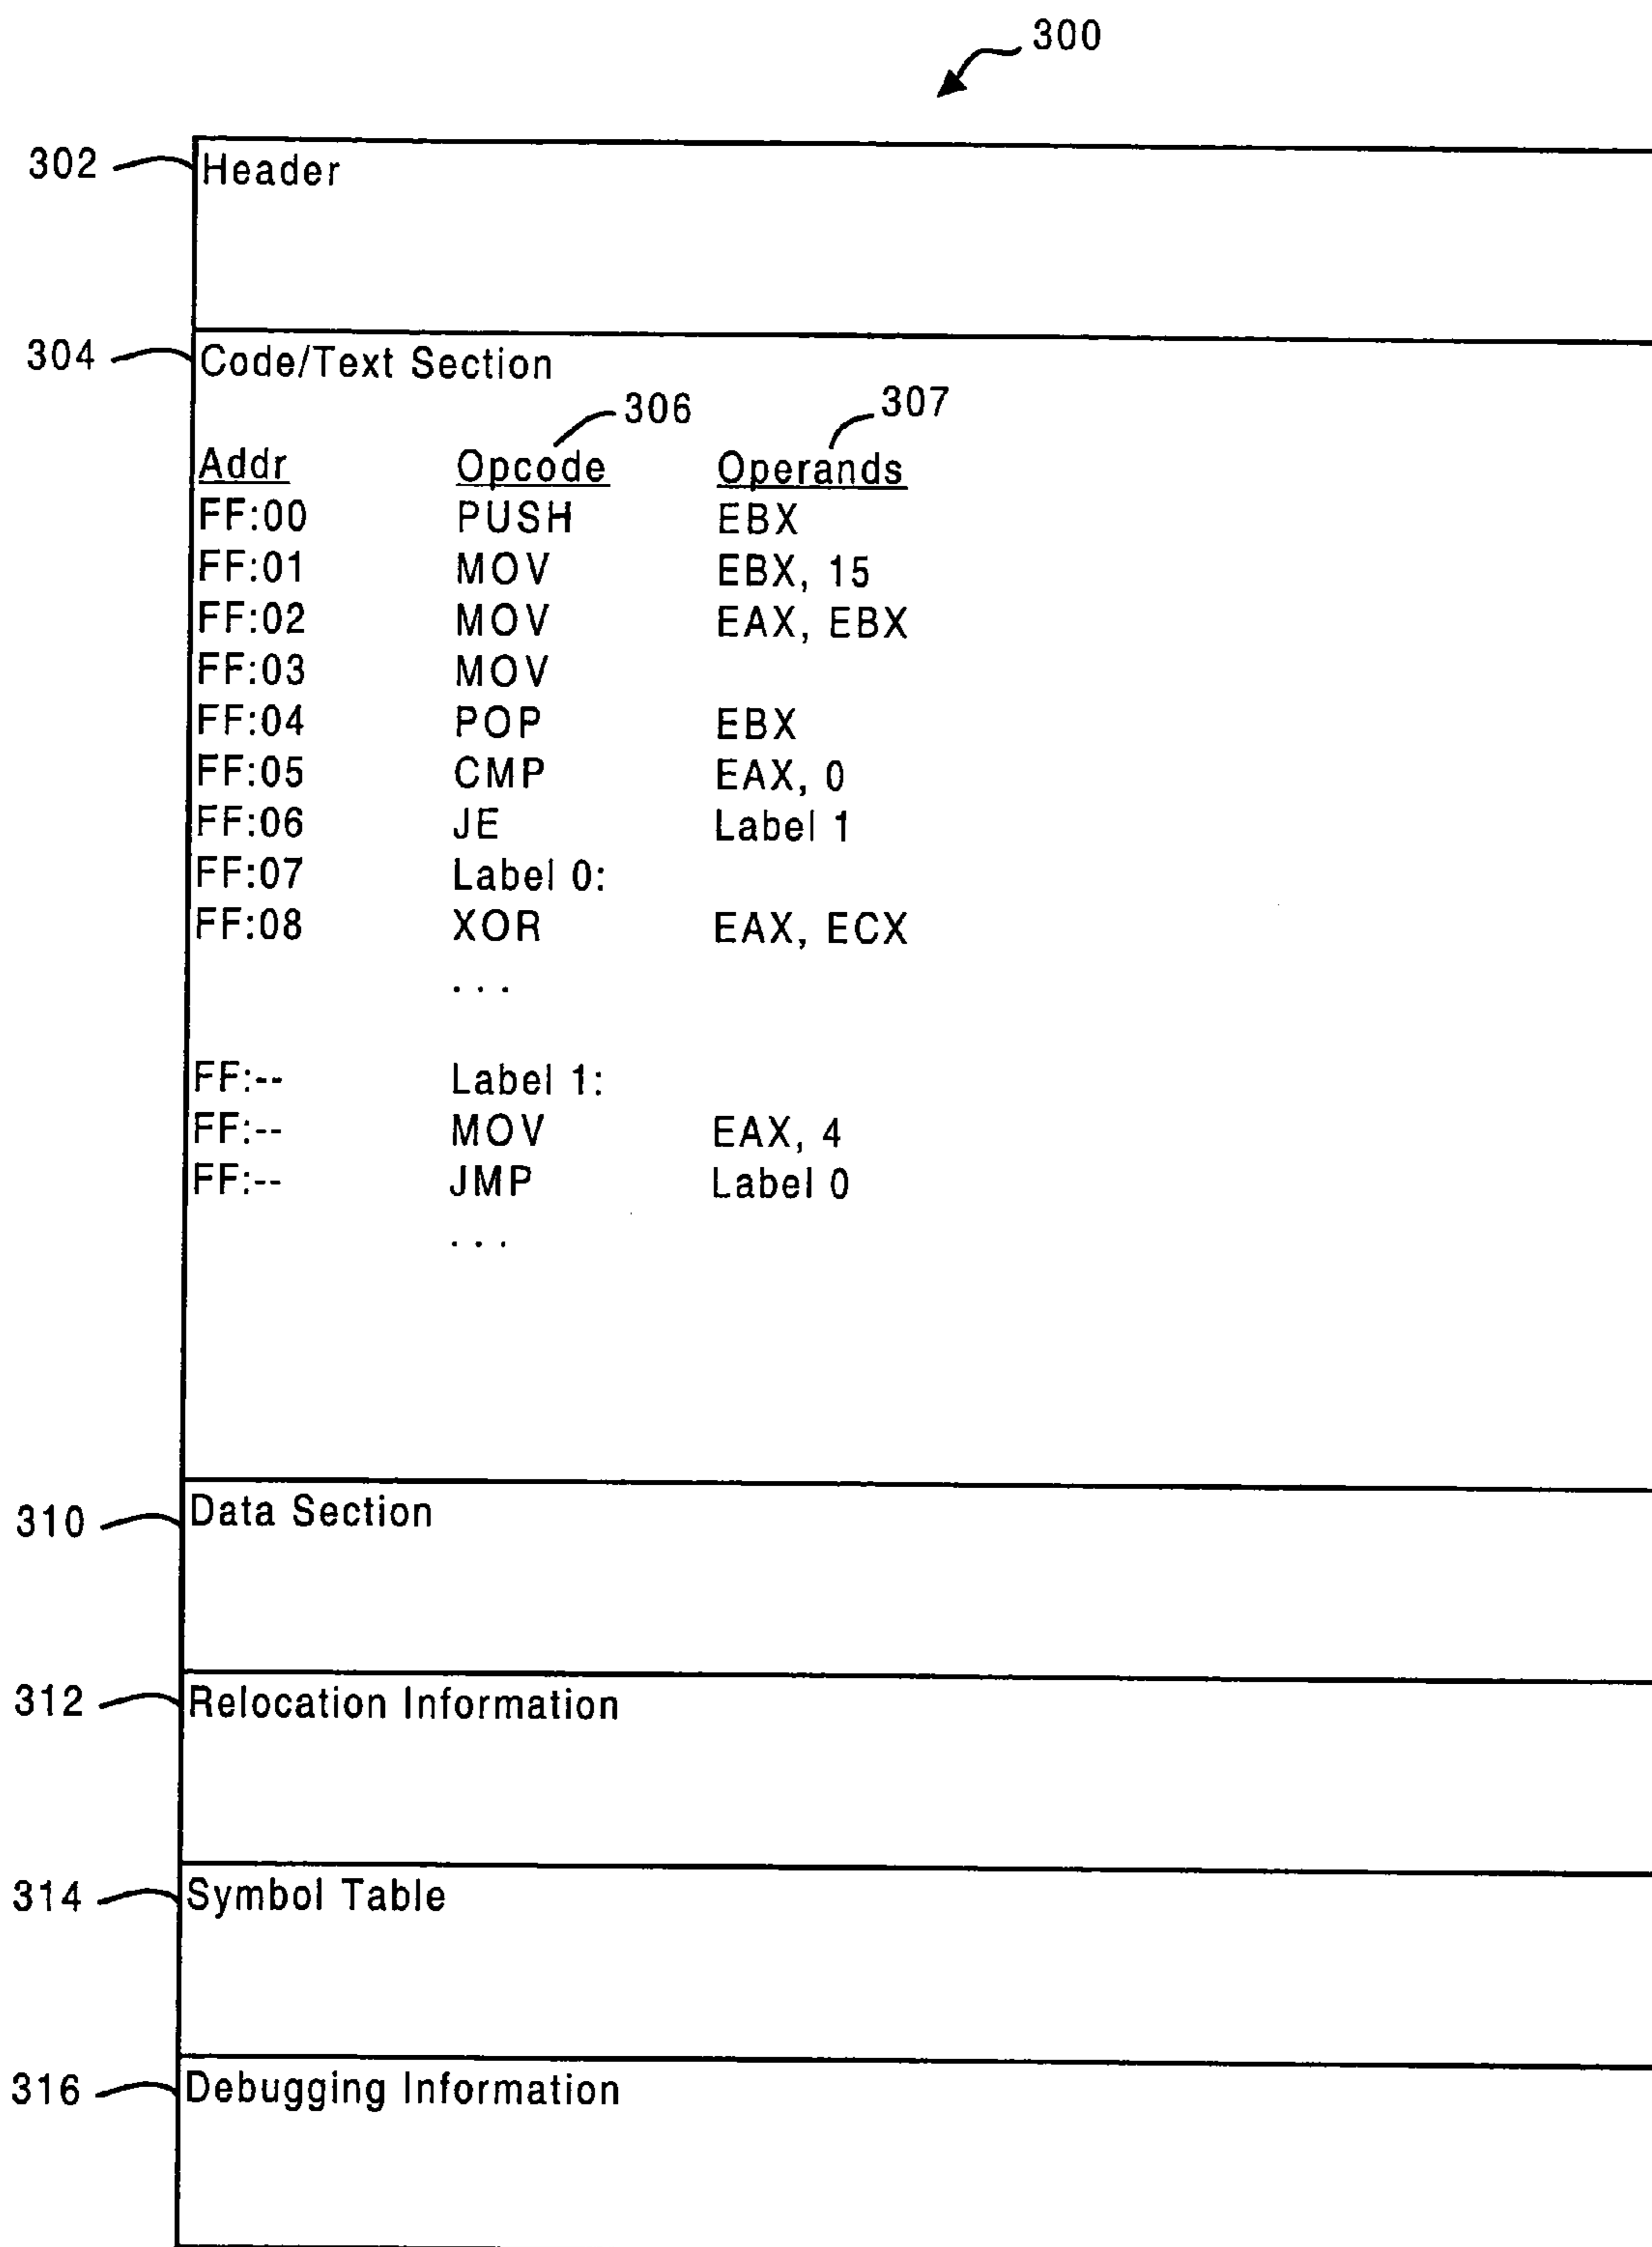 300
302 Header
304 Code/Text Section
306 307
Addr Opcode Operands
FF:00 PUSH EBX
FF:01 MOV EBX, 15
FF:02 MOV EAX, EBX
FF:03 MOV
FF:04 POP EBX
FF:05 CMP EAX, 0
FF:06 JE Label 1
FF:07 Label 0:
FF:08 XOR EAX, ECX
. . .
FF:-- Label 1:
FF:-- MOV EAX, 4
FF:-- JMP Label 0
. . .
310 Data Section
312 Relocation Information
314 Symbol Table
316 Debugging Information